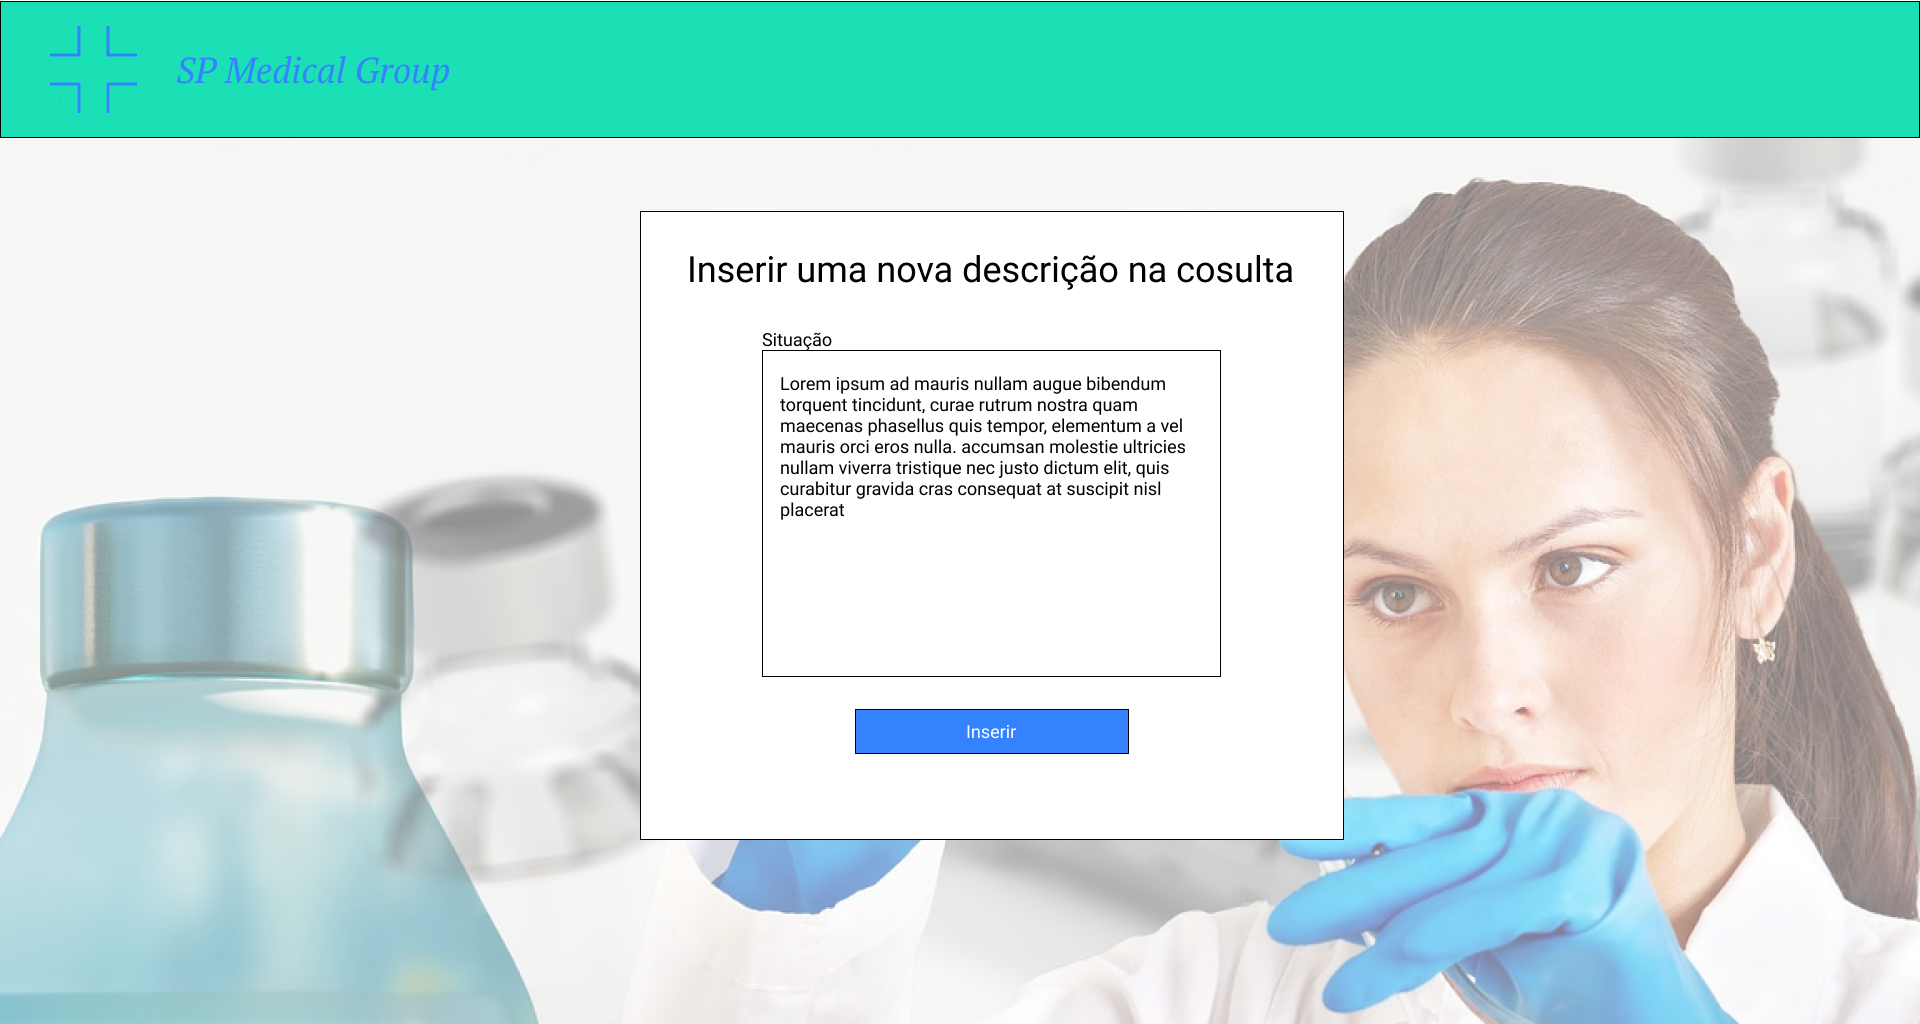 SP Medical Group
Inserir uma nova descrição na cosulta
Situação
Lorem ipsum ad mauris nullam augue bibendum
torquent tincidunt, curae rutrum nostra quam
maecenas phasellus quis tempor, elementum a vel
mauris orci eros nulla. accumsan molestie ultricies
nullam viverra tristique nec justo dictum elit, quis
curabitur gravida cras consequat at suscipit nisl
placerat
Inserir